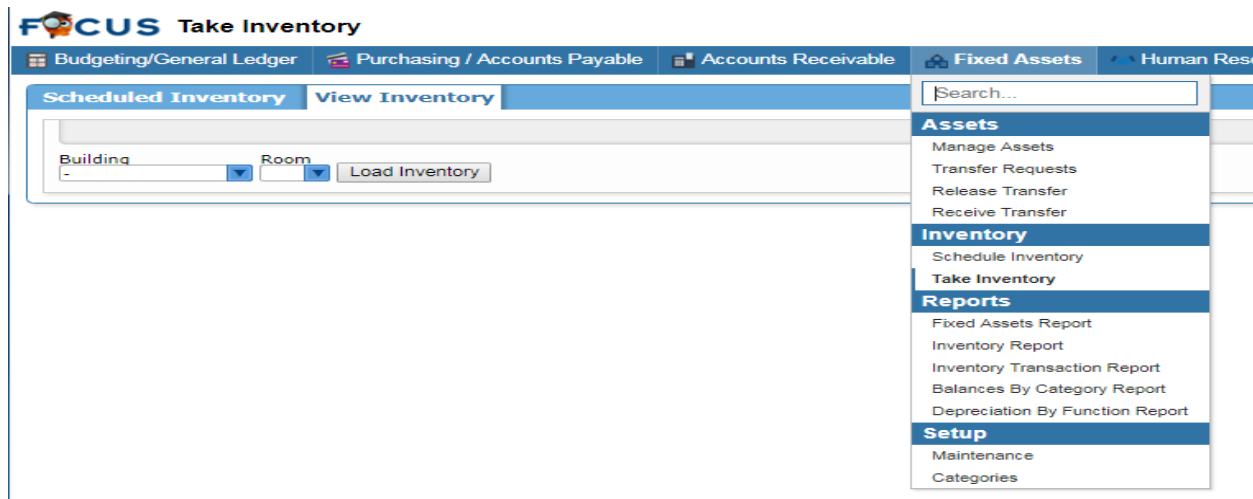 FOCUS Take Inventory
Budgeting/General Ledger Purchasing / Accounts Payable Accounts Receivable Fixed Assets Human Res
Scheduled Inventory View Inventory
Building Room
- Load Inventory
Search...
Assets
Manage Assets
Transfer Requests
Release Transfer
Receive Transfer
Inventory
Schedule Inventory
Take Inventory
Reports
Fixed Assets Report
Inventory Report
Inventory Transaction Report
Balances By Category Report
Depreciation By Function Report
Setup
Maintenance
Categories